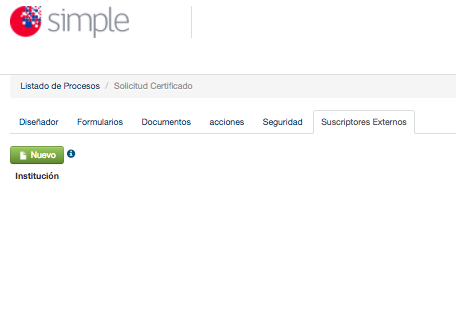 simple
Listado de Procesos / Solicitud Certificado
Diseñador Formularios Documentos acciones Seguridad Suscriptores Externos
Nuevo
Institución